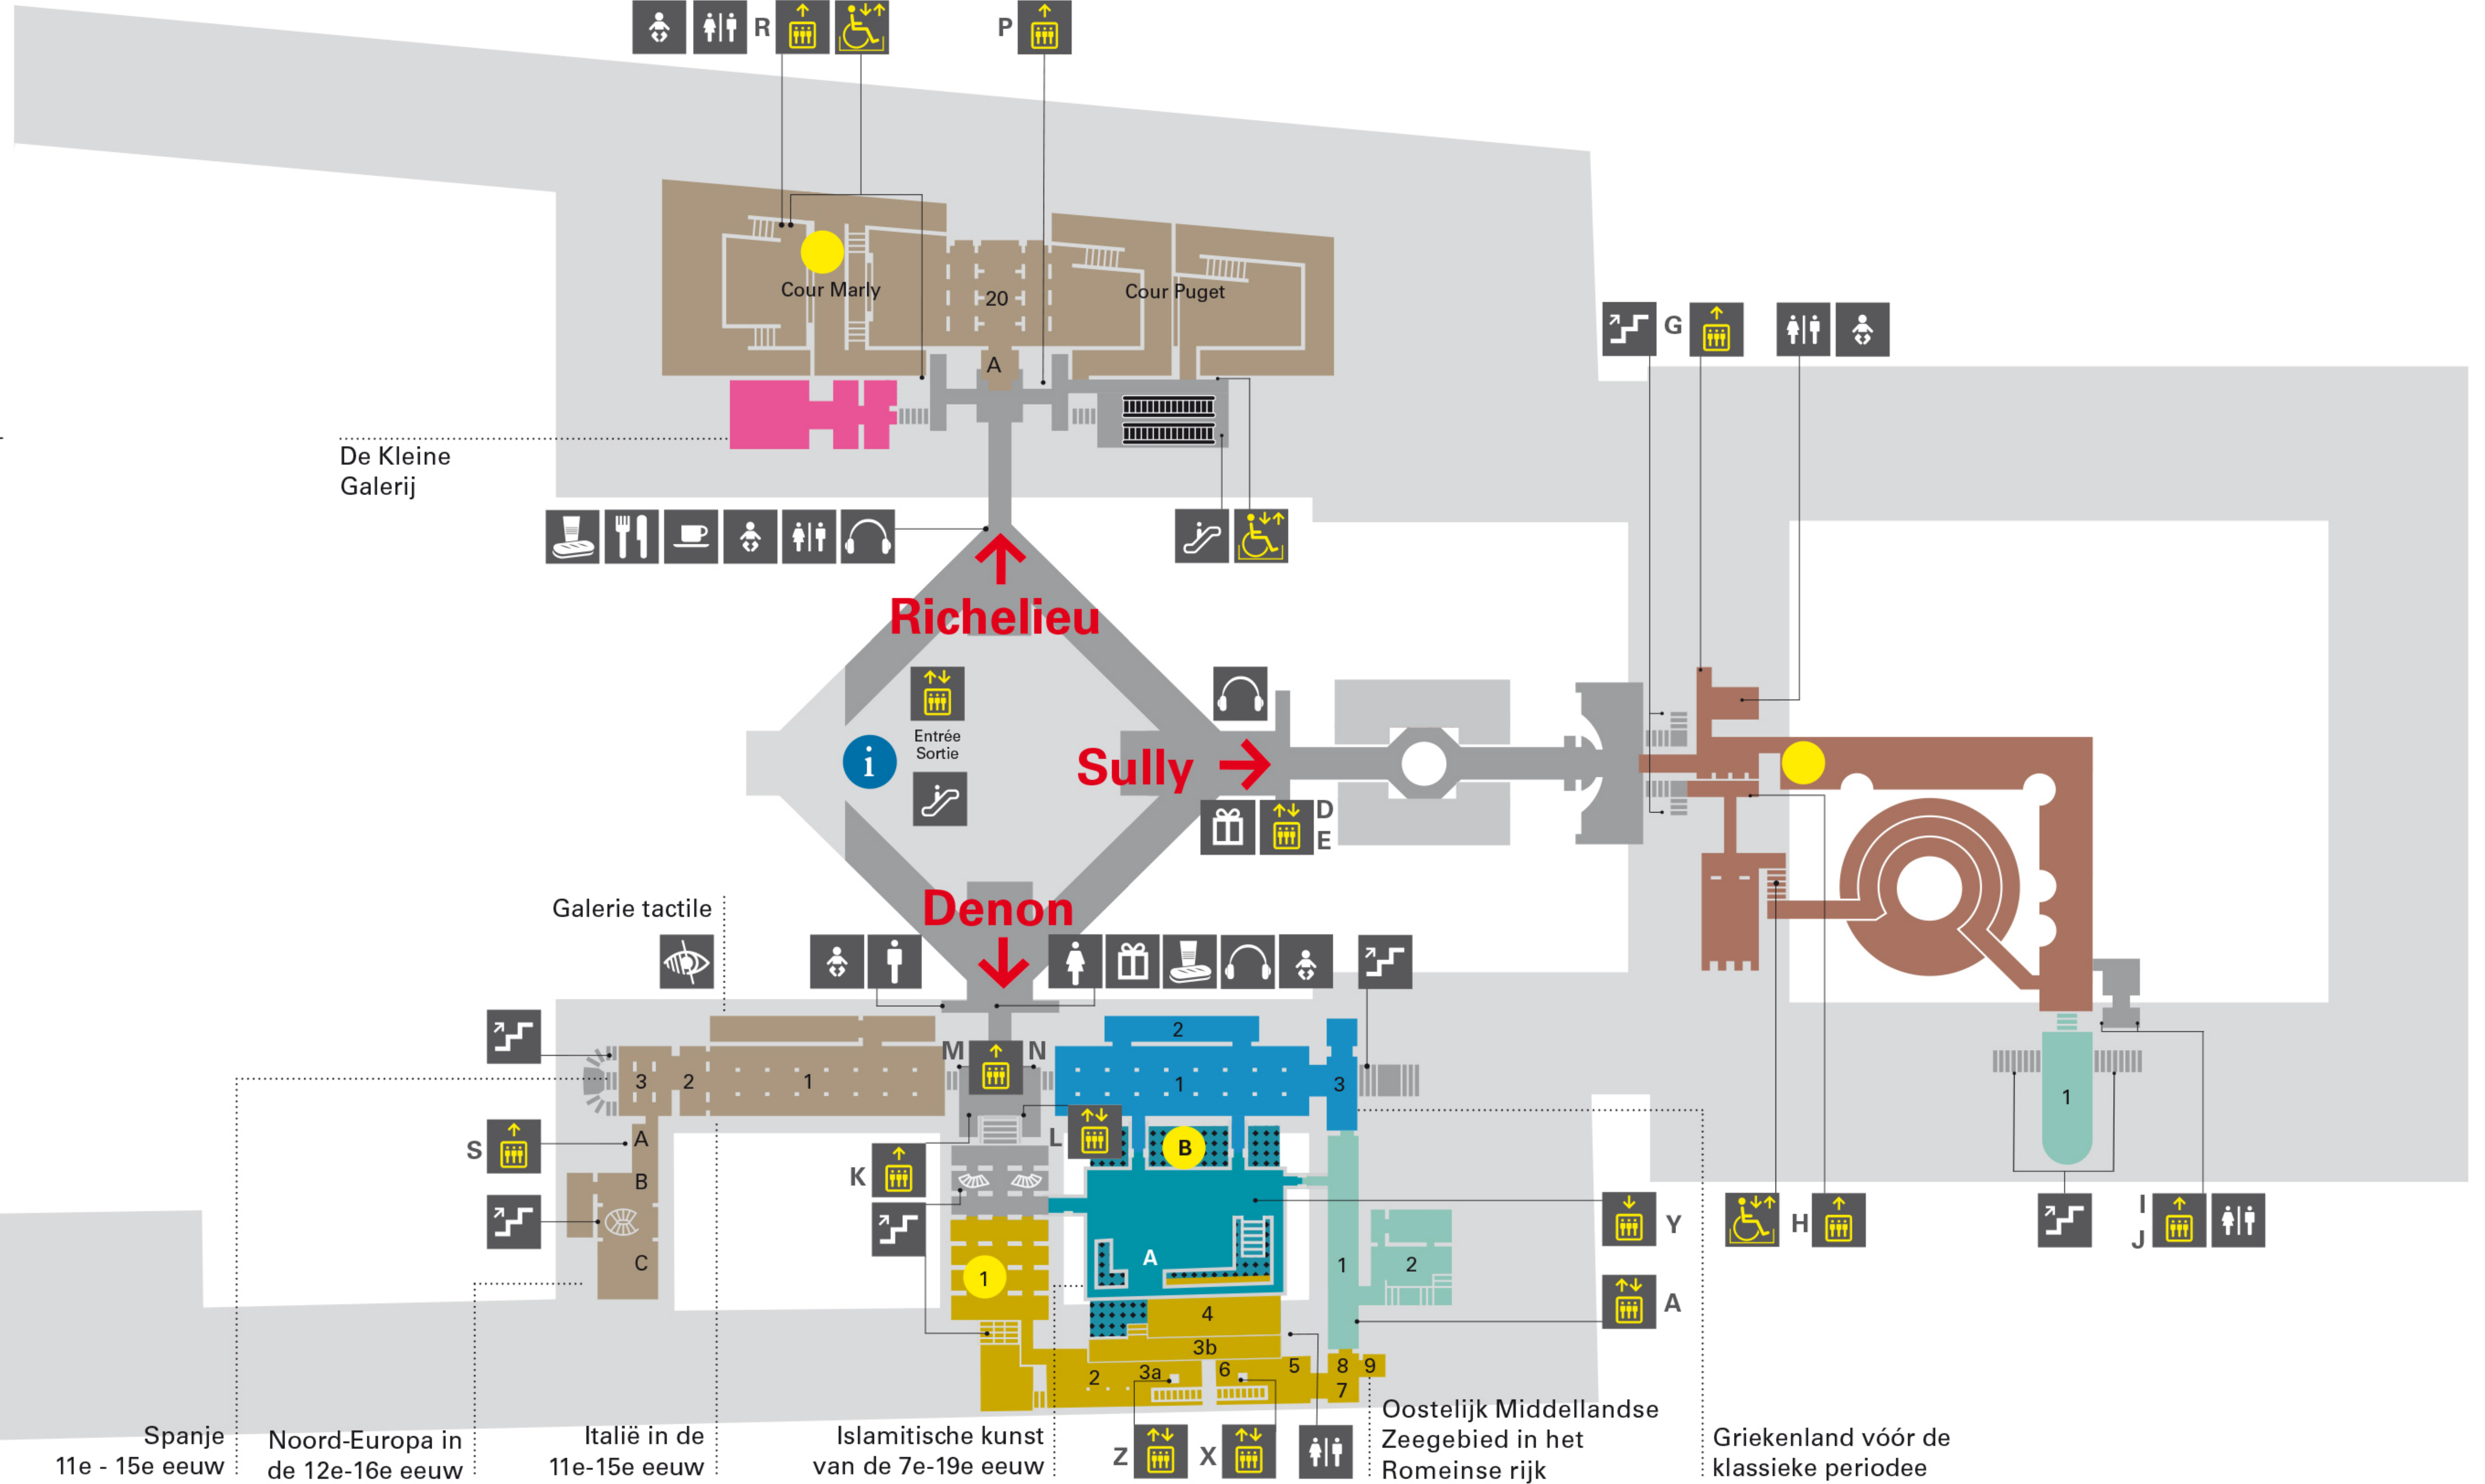 R
P
Cour Marly
20
Cour Puget
A
G
De Kleine
Galerij
Richelieu
Entrée
Sortie
i
Sully
D
E
Denon
Galerie tactile
M
N
2
3
2
1
1
3
1
S
A
L
B
K
B
Y
H
I
J
C
1
A
1
2
A
4
3b
2
3a
6
5
8
9
7
Z
X
Spanje
11e - 15e eeuw
Noord-Europa in
de 12e-16e eeuw
Italië in de
11e-15e eeuw
Islamitische kunst
van de 7e-19e eeuw
Oostelijk Middellandse
Zeegebied in het
Romeinse rijk
Griekenland vóór de
klassieke periodee